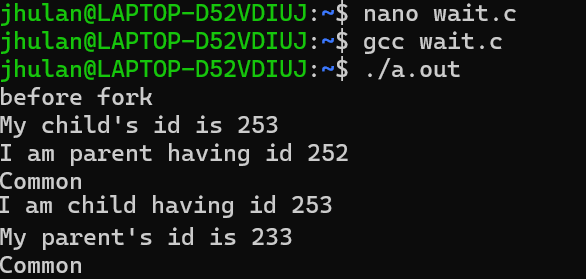 jhulan@LAPTOP-D52VDIUJ:~$ nano wait.c
jhulan@LAPTOP-D52VDIUJ:~$ gcc wait.c
jhulan@LAPTOP-D52VDIUJ:~$ ./a.out
before fork
My child's id is 253
I am parent having id 252
Common
I am child having id 253
My parent's id is 233
Common